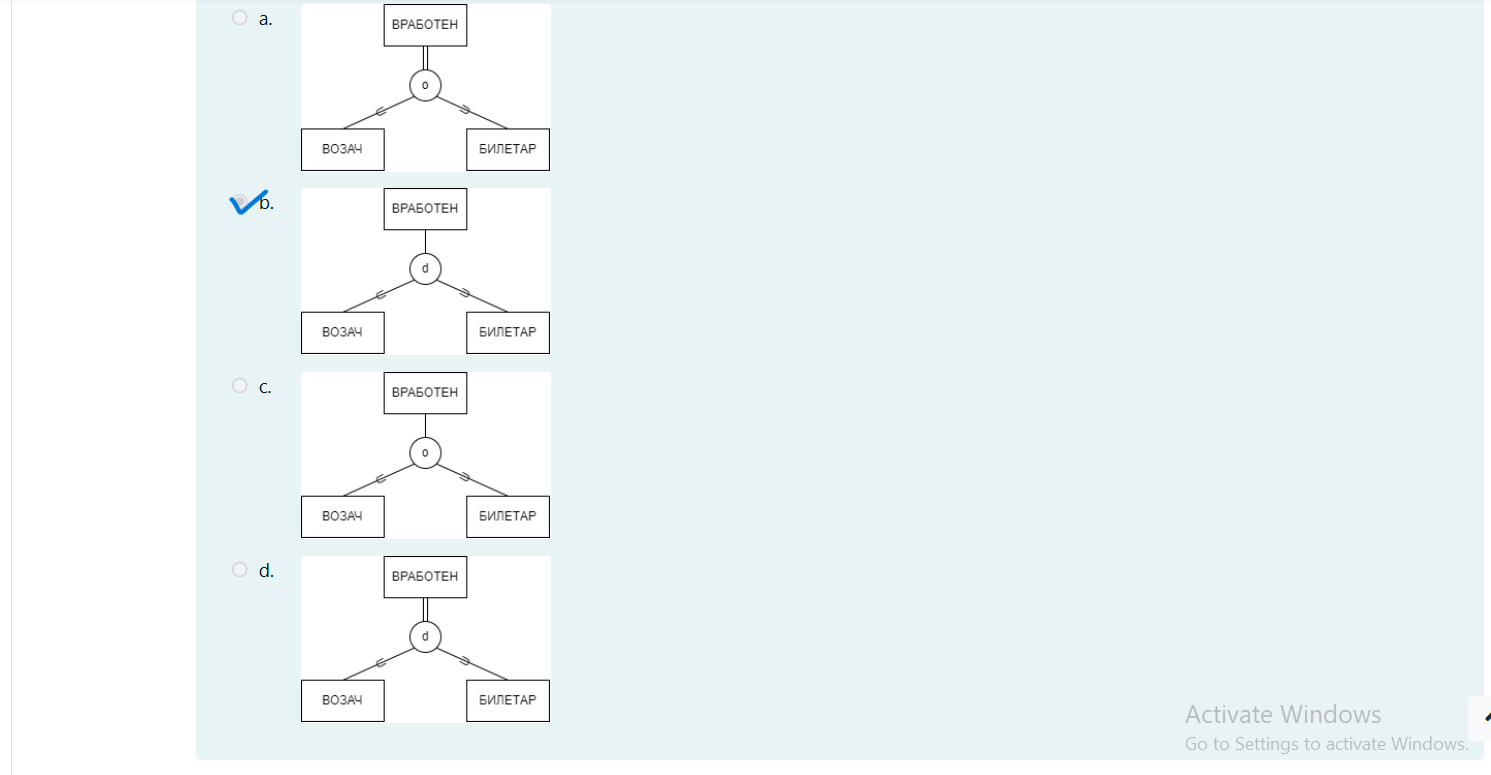 a.
ВРАБОТЕН
o
ВОЗАЧ
БИЛЕТАР
b.
ВРАБОТЕН
d
ВОЗАЧ
БИЛЕТАР
c.
ВРАБОТЕН
o
ВОЗАЧ
БИЛЕТАР
d.
ВРАБОТЕН
d
ВОЗАЧ
БИЛЕТАР
Activate Windows
Go to Settings to activate Windows.